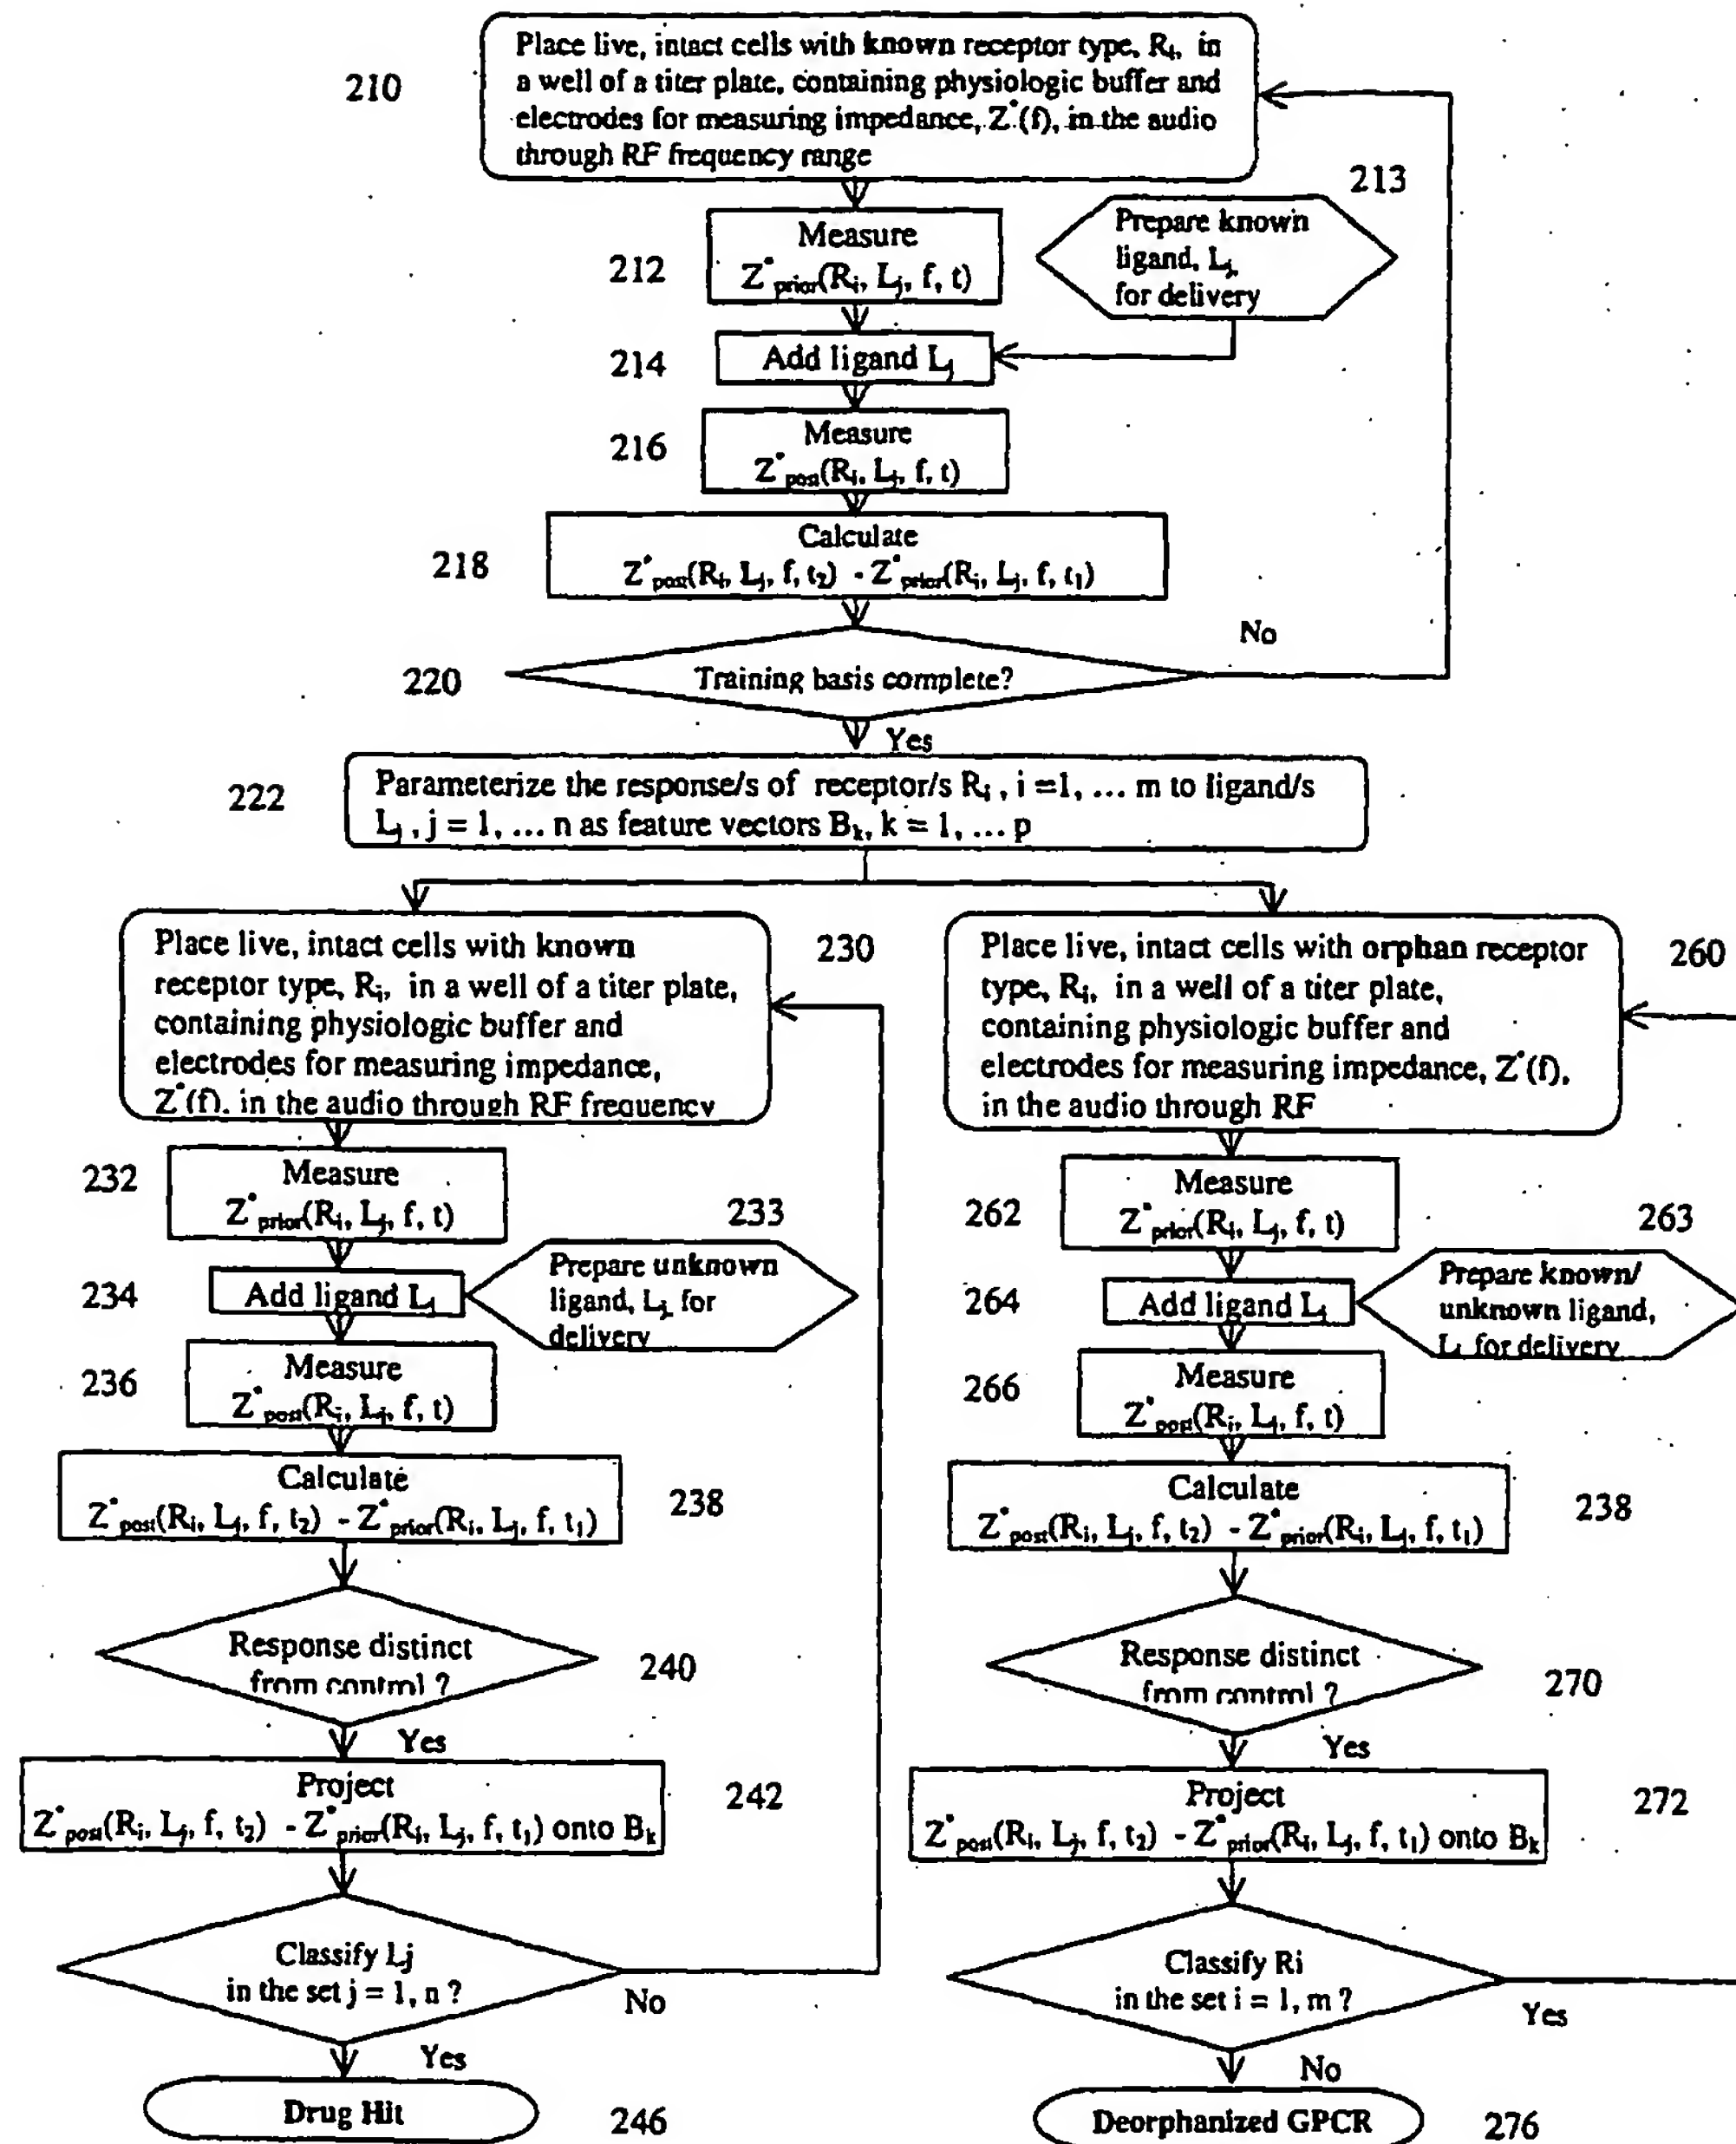 210
Place live, intact cells with known receptor type, Ri, in
a well of a titer plate, containing physiologic buffer and
electrodes for measuring impedance, Z*(f), in the audio
through RF frequency range
213
Prepare known
ligand, Lj,
for delivery
212
Measure
Z*prior(Ri, Lj, f, t)
214
Add ligand Lj
216
Measure
Z*post(Ri, Lj, f, t)
218
Calculate
Z*post(Ri, Lj, f, t2) - Z*prior(Ri, Lj, f, t1)
220
Training basis complete?
No
Yes
222
Parameterize the response/s of receptor/s Ri , i =1, ... m to ligand/s
Lj , j = 1, ... n as feature vectors Bk, k = 1, ... p
Place live, intact cells with known
receptor type, Ri, in a well of a titer plate,
containing physiologic buffer and
electrodes for measuring impedance,
Z*(f), in the audio through RF frequency
230
232
Measure
Z*prior(Ri, Lj, f, t)
233
Prepare unknown
ligand, Lj, for
delivery
234
Add ligand Lj
236
Measure
Z*post(Ri, Lj, f, t)
Calculate
Z*post(Ri, Lj, f, t2) - Z*prior(Ri, Lj, f, t1)
238
Response distinct
from control ?
240
Yes
Project
Z*post(Ri, Lj, f, t2) - Z*prior(Ri, Lj, f, t1) onto Bk
242
Classify Lj
in the set j = 1, n ?
No
Yes
Drug Hit
246
Place live, intact cells with orphan receptor
type, Ri, in a well of a titer plate,
containing physiologic buffer and
electrodes for measuring impedance, Z*(f),
in the audio through RF
260
262
Measure
Z*prior(Ri, Lj, f, t)
263
Prepare known/
unknown ligand,
Lj for delivery
264
Add ligand Lj
266
Measure
Z*post(Ri, Lj, f, t)
Calculate
Z*post(Ri, Lj, f, t2) - Z*prior(Ri, Lj, f, t1)
238
Response distinct
from control ?
270
Yes
Project
Z*post(Ri, Lj, f, t2) - Z*prior(Ri, Lj, f, t1) onto Bk
272
Classify Ri
in the set i = 1, m ?
Yes
No
Deorphanized GPCR
276